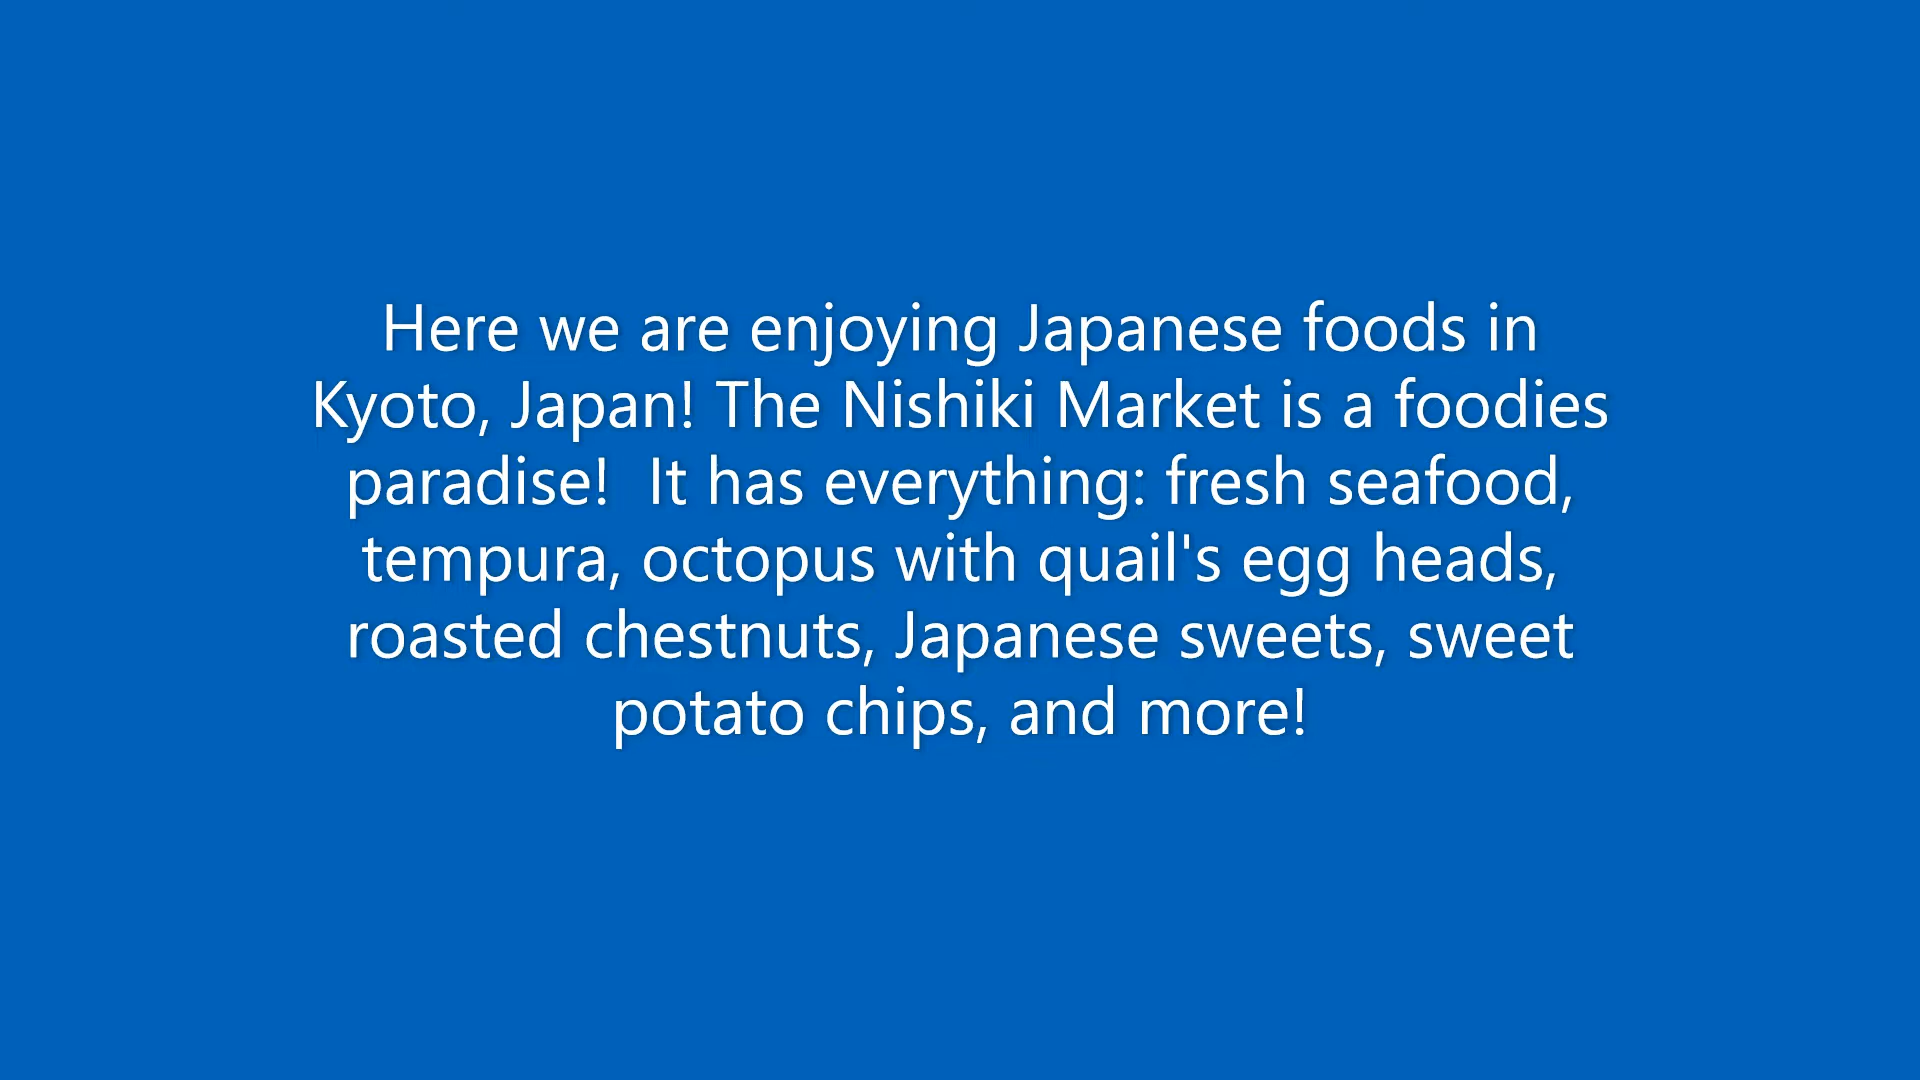 Here we are enjoying Japanese foods in
Kyoto, Japan! The Nishiki Market is a foodies
paradise!  It has everything: fresh seafood,
tempura, octopus with quail's egg heads,
roasted chestnuts, Japanese sweets, sweet
potato chips, and more!